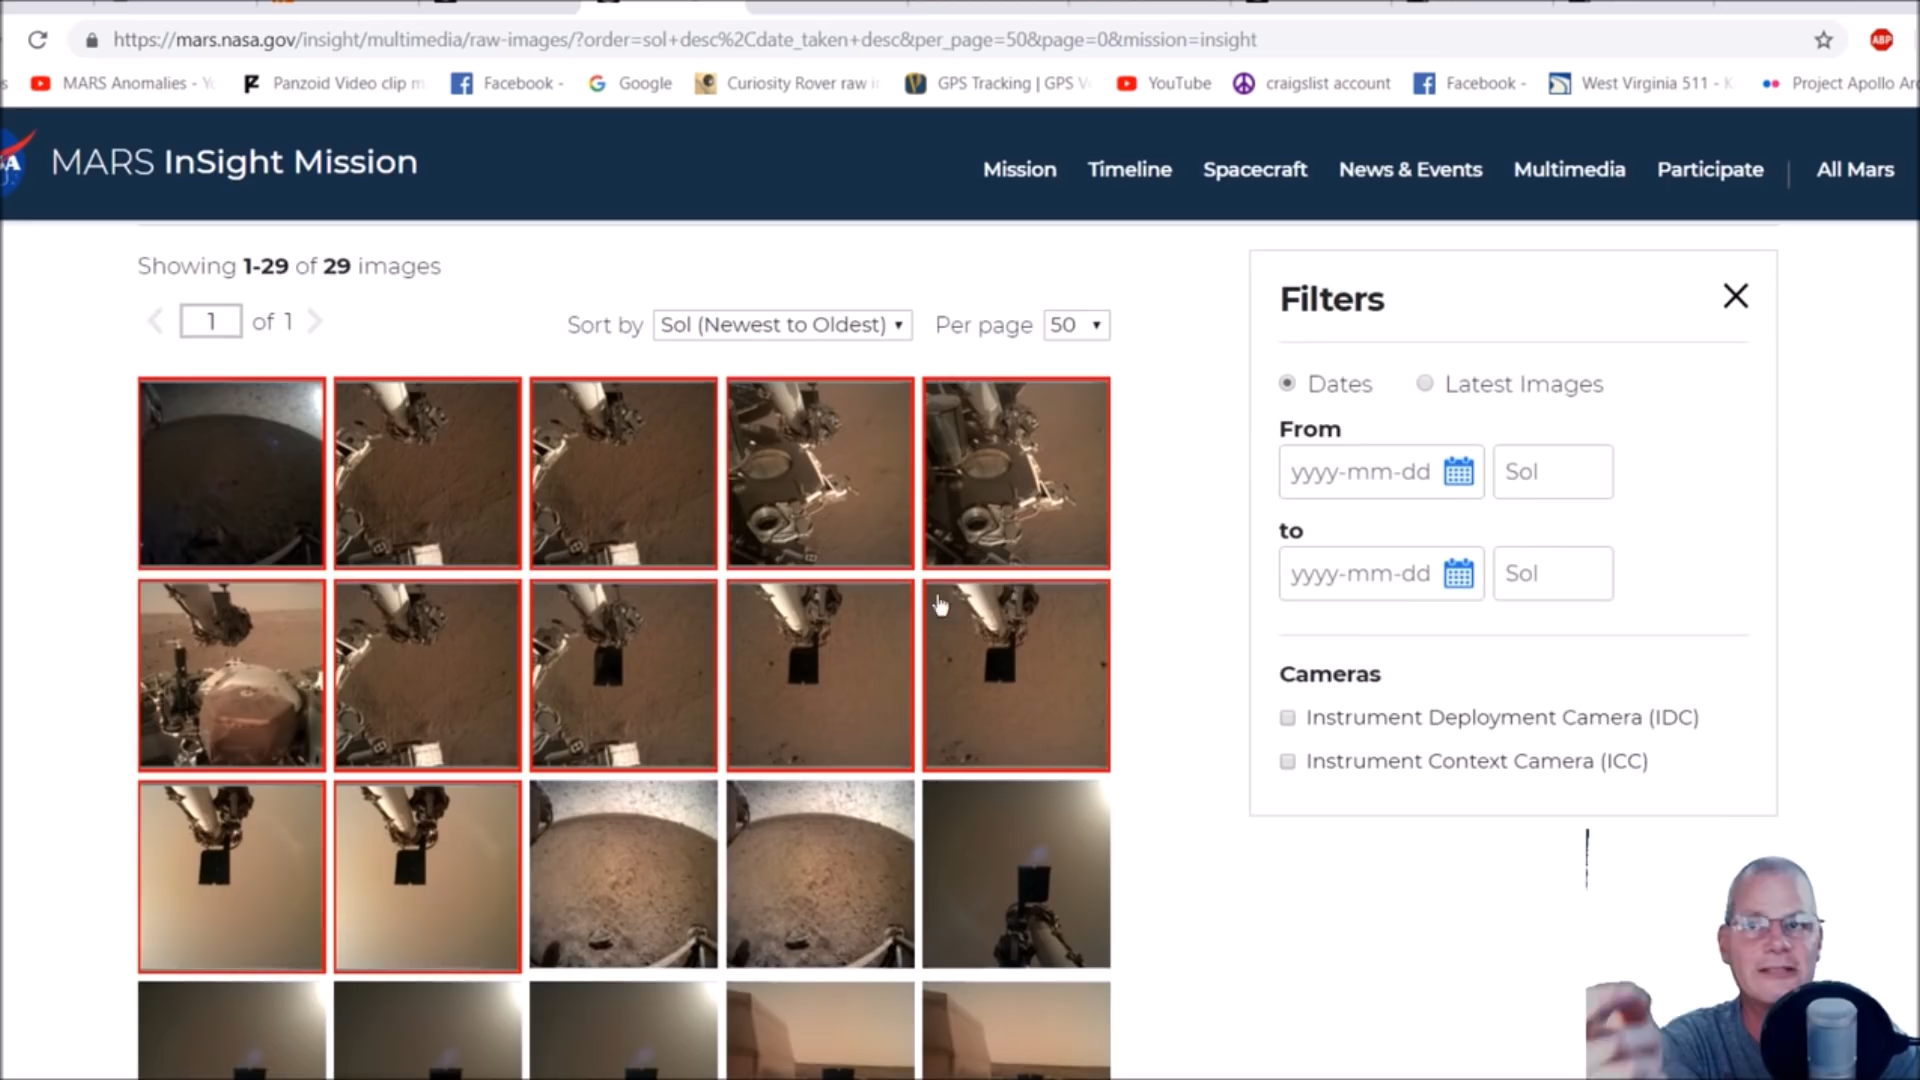 https://mars.nasa.gov/insight/multimedia/raw-images/?order=sol+desc%2Cdate_taken+desc&per_page=50&page=0&mission=insight
ABP
s MARS Anomalies - Y Panzoid Video clip m Facebook - Google Curiosity Rover raw i GPS Tracking | GPS V YouTube craigslist account Facebook - West Virginia 511 - K Project Apollo Ar
MARS InSight Mission
Mission Timeline Spacecraft News & Events Multimedia Participate | All Mars
Showing 1-29 of 29 images
1 of 1
Sort by Sol (Newest to Oldest) Per page 50
Filters
Dates Latest Images
From
yyyy-mm-dd Sol
to
yyyy-mm-dd Sol
Cameras
Instrument Deployment Camera (IDC)
Instrument Context Camera (ICC)